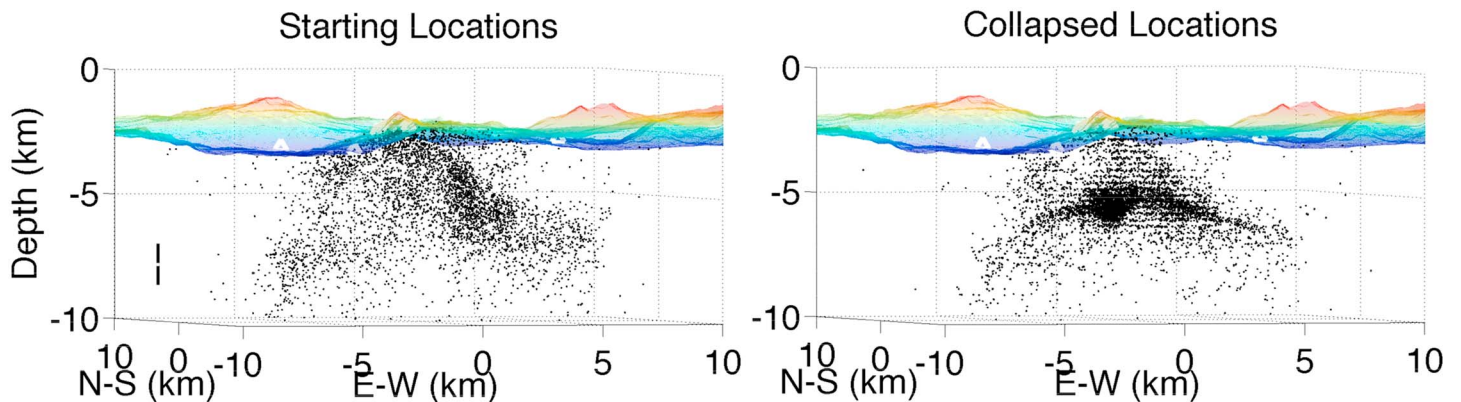 Starting Locations
Collapsed Locations
0
-5
-10
Depth (km)
10 0 -10 -5 0 5 10
N-S (km) E-W (km)
0
-5
-10
10 0 -10 -5 0 5 10
N-S (km) E-W (km)